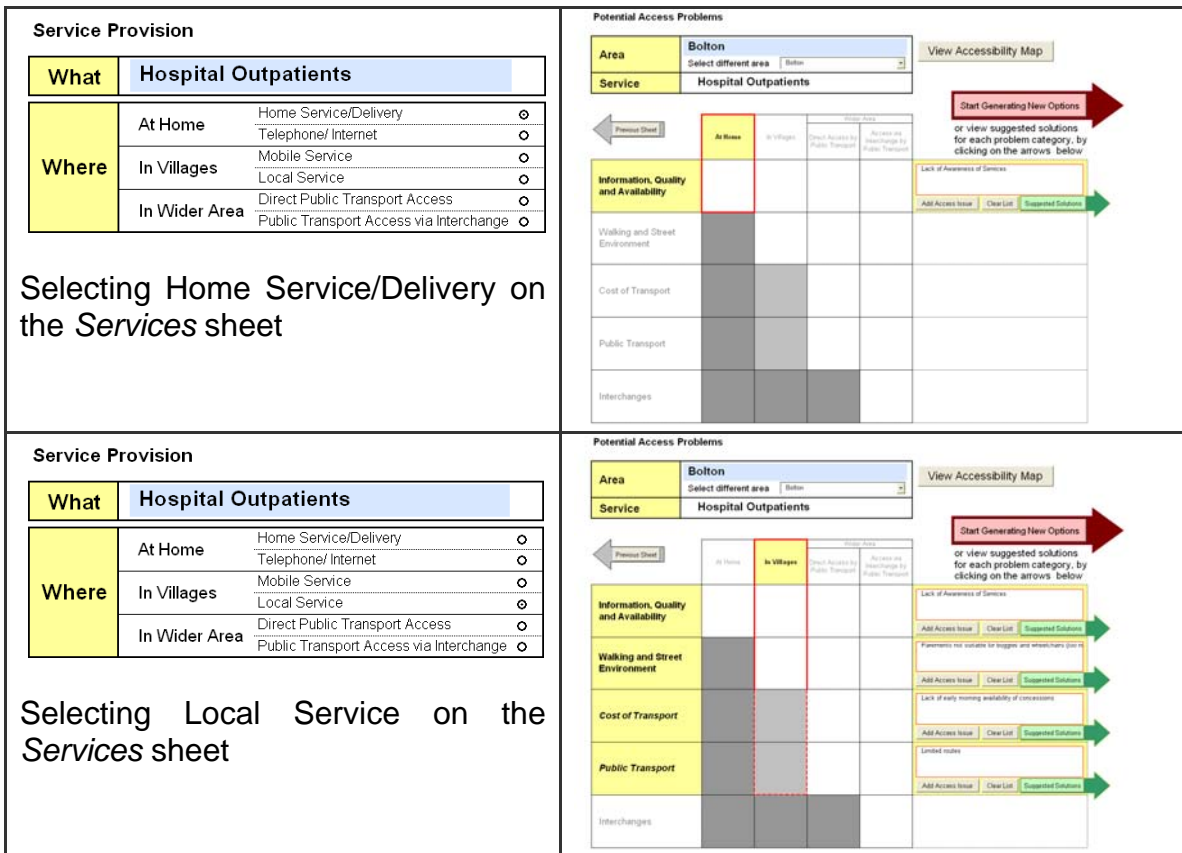 Service Provision
What Hospital Outpatients
Where
At Home
Home Service/Delivery
Telephone/ Internet
In Villages
Mobile Service
Local Service
In Wider Area
Direct Public Transport Access
Public Transport Access via Interchange
Selecting Home Service/Delivery on
the Services sheet
Potential Access Problems
Area
Bolton
Select different area Bolton
Service Hospital Outpatients
View Accessibility Map
Start Generating New Options
or view suggested solutions
for each problem category, by
clicking on the arrows below
Previous Sheet
At Home
In Villages
Wider Area
Direct Access by
Public Transport
Access via
Interchange by
Public Transport
Information, Quality
and Availability
Lack of Awareness of Services
Add Access Issue Clear List Suggested Solutions
Walking and Street
Environment
Cost of Transport
Public Transport
Interchanges
Service Provision
What Hospital Outpatients
Where
At Home
Home Service/Delivery
Telephone/ Internet
In Villages
Mobile Service
Local Service
In Wider Area
Direct Public Transport Access
Public Transport Access via Interchange
Selecting Local Service on the
Services sheet
Potential Access Problems
Area
Bolton
Select different area Bolton
Service Hospital Outpatients
View Accessibility Map
Start Generating New Options
or view suggested solutions
for each problem category, by
clicking on the arrows below
Previous Sheet
At Home
In Villages
Wider Area
Direct Access by
Public Transport
Access via
Interchange by
Public Transport
Information, Quality
and Availability
Lack of Awareness of Services
Add Access Issue Clear List Suggested Solutions
Walking and Street
Environment
Pavements not suitable for buggies and wheelchairs
Add Access Issue Clear List Suggested Solutions
Cost of Transport
Lack of early morning availability of concessions
Add Access Issue Clear List Suggested Solutions
Public Transport
Limited routes
Add Access Issue Clear List Suggested Solutions
Interchanges